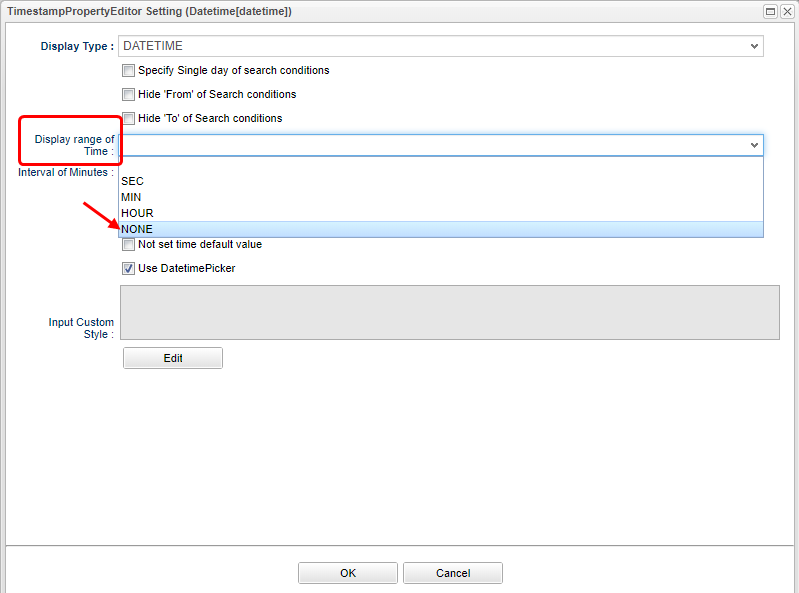 TimestampPropertyEditor Setting (Datetime[datetime])
Display Type :
DATETIME
Specify Single day of search conditions
Hide 'From' of Search conditions
Hide 'To' of Search conditions
Display range of
Time :
Interval of Minutes :
SEC
MIN
HOUR
NONE
Not set time default value
Use DatetimePicker
Input Custom
Style :
Edit
OK
Cancel